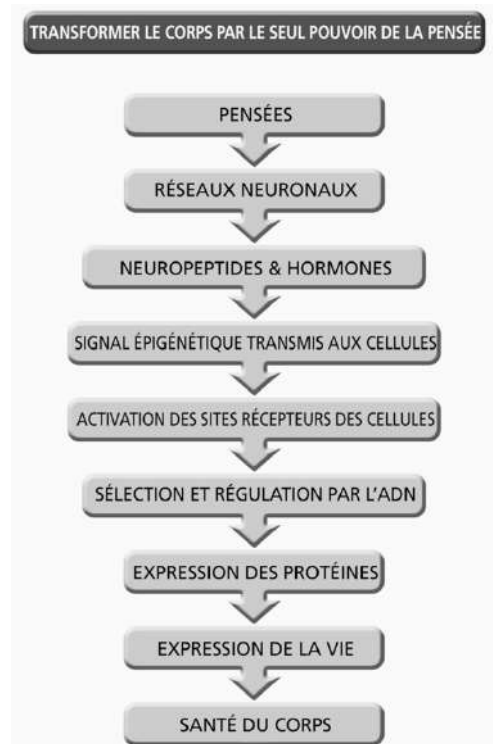 TRANSFORMER LE CORPS PAR LE SEUL POUVOIR DE LA PENSÉE
PENSÉES
RÉSEAUX NEURONAUX
NEUROPEPTIDES & HORMONES
SIGNAL ÉPIGÉNÉTIQUE TRANSMIS AUX CELLULES
ACTIVATION DES SITES RÉCEPTEURS DES CELLULES
SÉLECTION ET RÉGULATION PAR L'ADN
EXPRESSION DES PROTÉINES
EXPRESSION DE LA VIE
SANTÉ DU CORPS